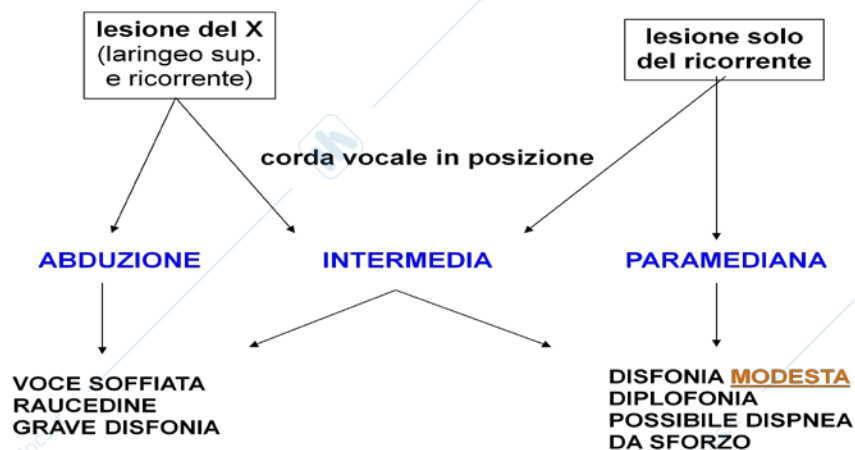 lesione del X
(laringeo sup.
e ricorrente)
lesione solo
del ricorrente
corda vocale in posizione
ABDUZIONE
INTERMEDIA
PARAMEDIANA
VOCE SOFFIATA
RAUCEDINE
GRAVE DISFONIA
DISFONIA MODESTA
DIPLOFONIA
POSSIBILE DISPNEA
DA SFORZO